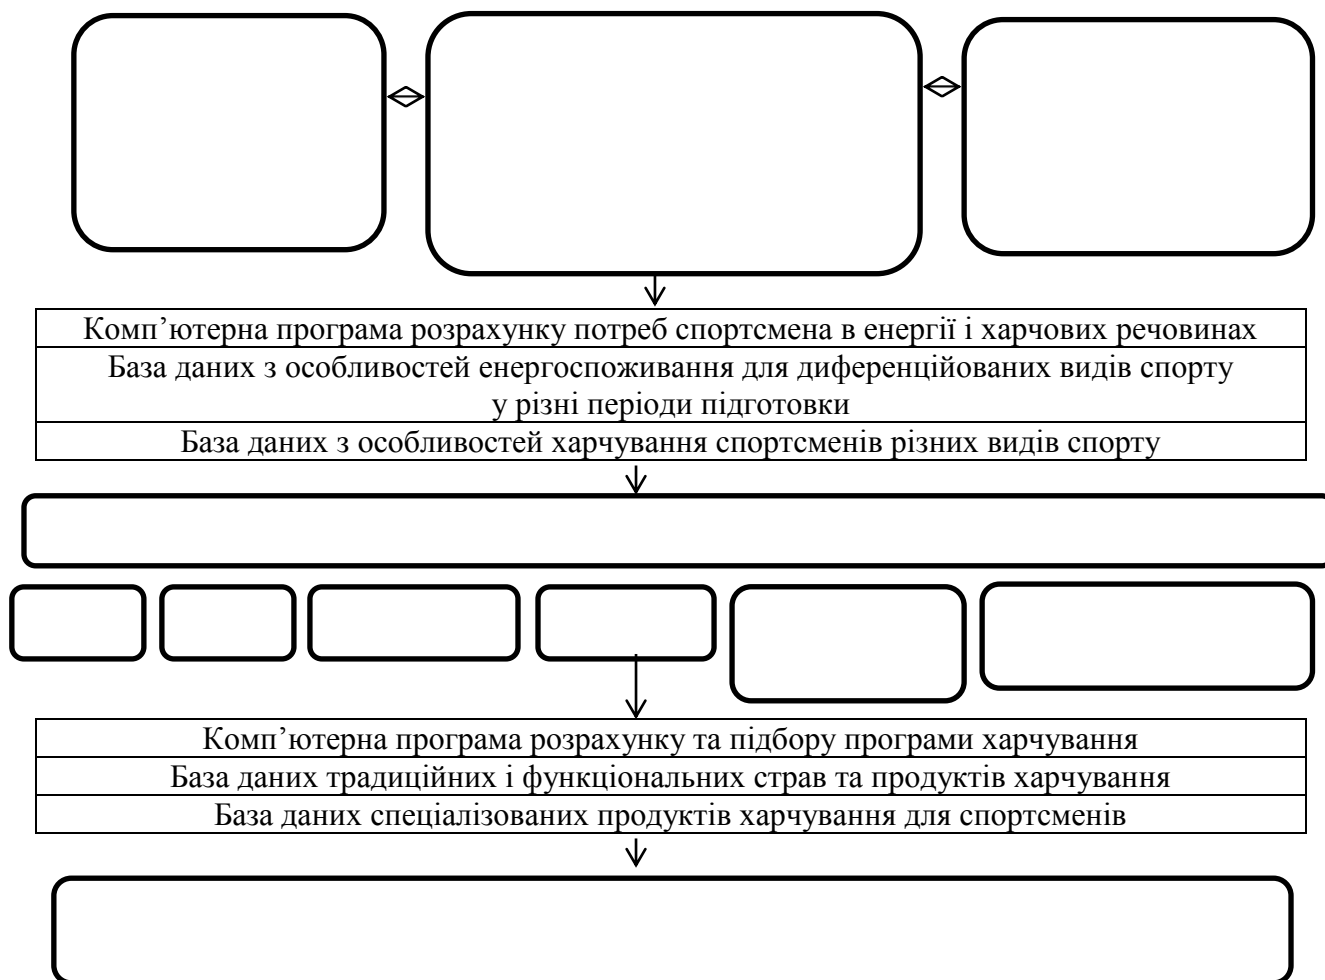 Комп’ютерна програма розрахунку потреб спортсмена в енергії і харчових речовинах
База даних з особливостей енергоспоживання для диференційованих видів спорту
у різні періоди підготовки
База даних з особливостей харчування спортсменів різних видів спорту
Комп’ютерна програма розрахунку та підбору програми харчування
База даних традиційних і функціональних страв та продуктів харчування
База даних спеціалізованих продуктів харчування для спортсменів